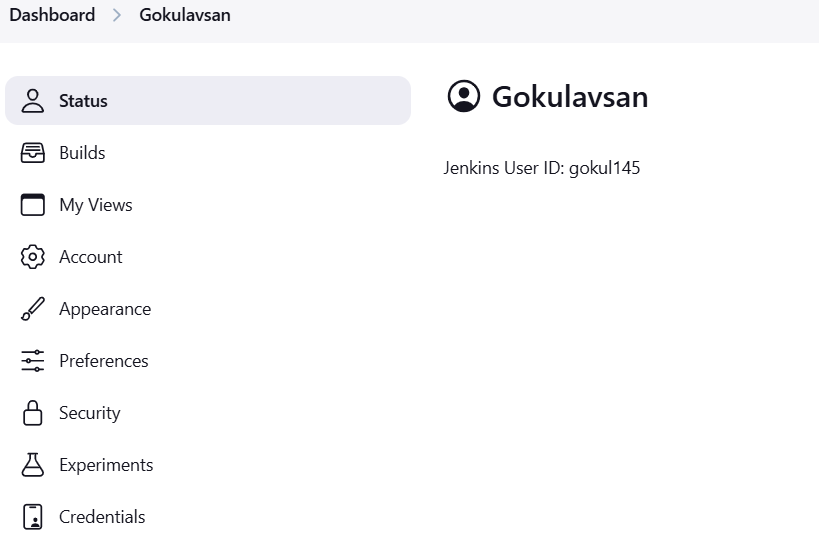 Dashboard > Gokulavsan
Status
Builds
My Views
Account
Appearance
Preferences
Security
Experiments
Credentials
Gokulavsan
Jenkins User ID: gokul145